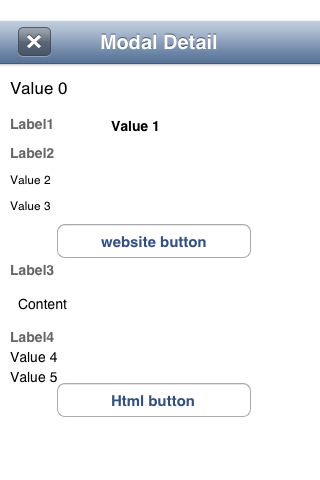 Modal Detail
Value 0
Label1 Value 1
Label2
Value 2
Value 3
website button
Label3
Content
Label4
Value 4
Value 5
Html button